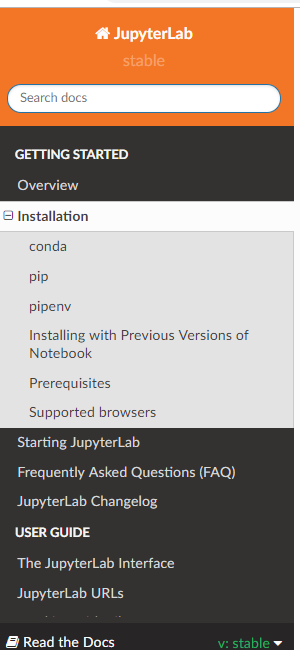 JupyterLab
stable
Search docs
GETTING STARTED
Overview
Installation
conda
pip
pipenv
Installing with Previous Versions of
Notebook
Prerequisites
Supported browsers
Starting JupyterLab
Frequently Asked Questions (FAQ)
JupyterLab Changelog
USER GUIDE
The JupyterLab Interface
JupyterLab URLs
Read the Docs
v: stable